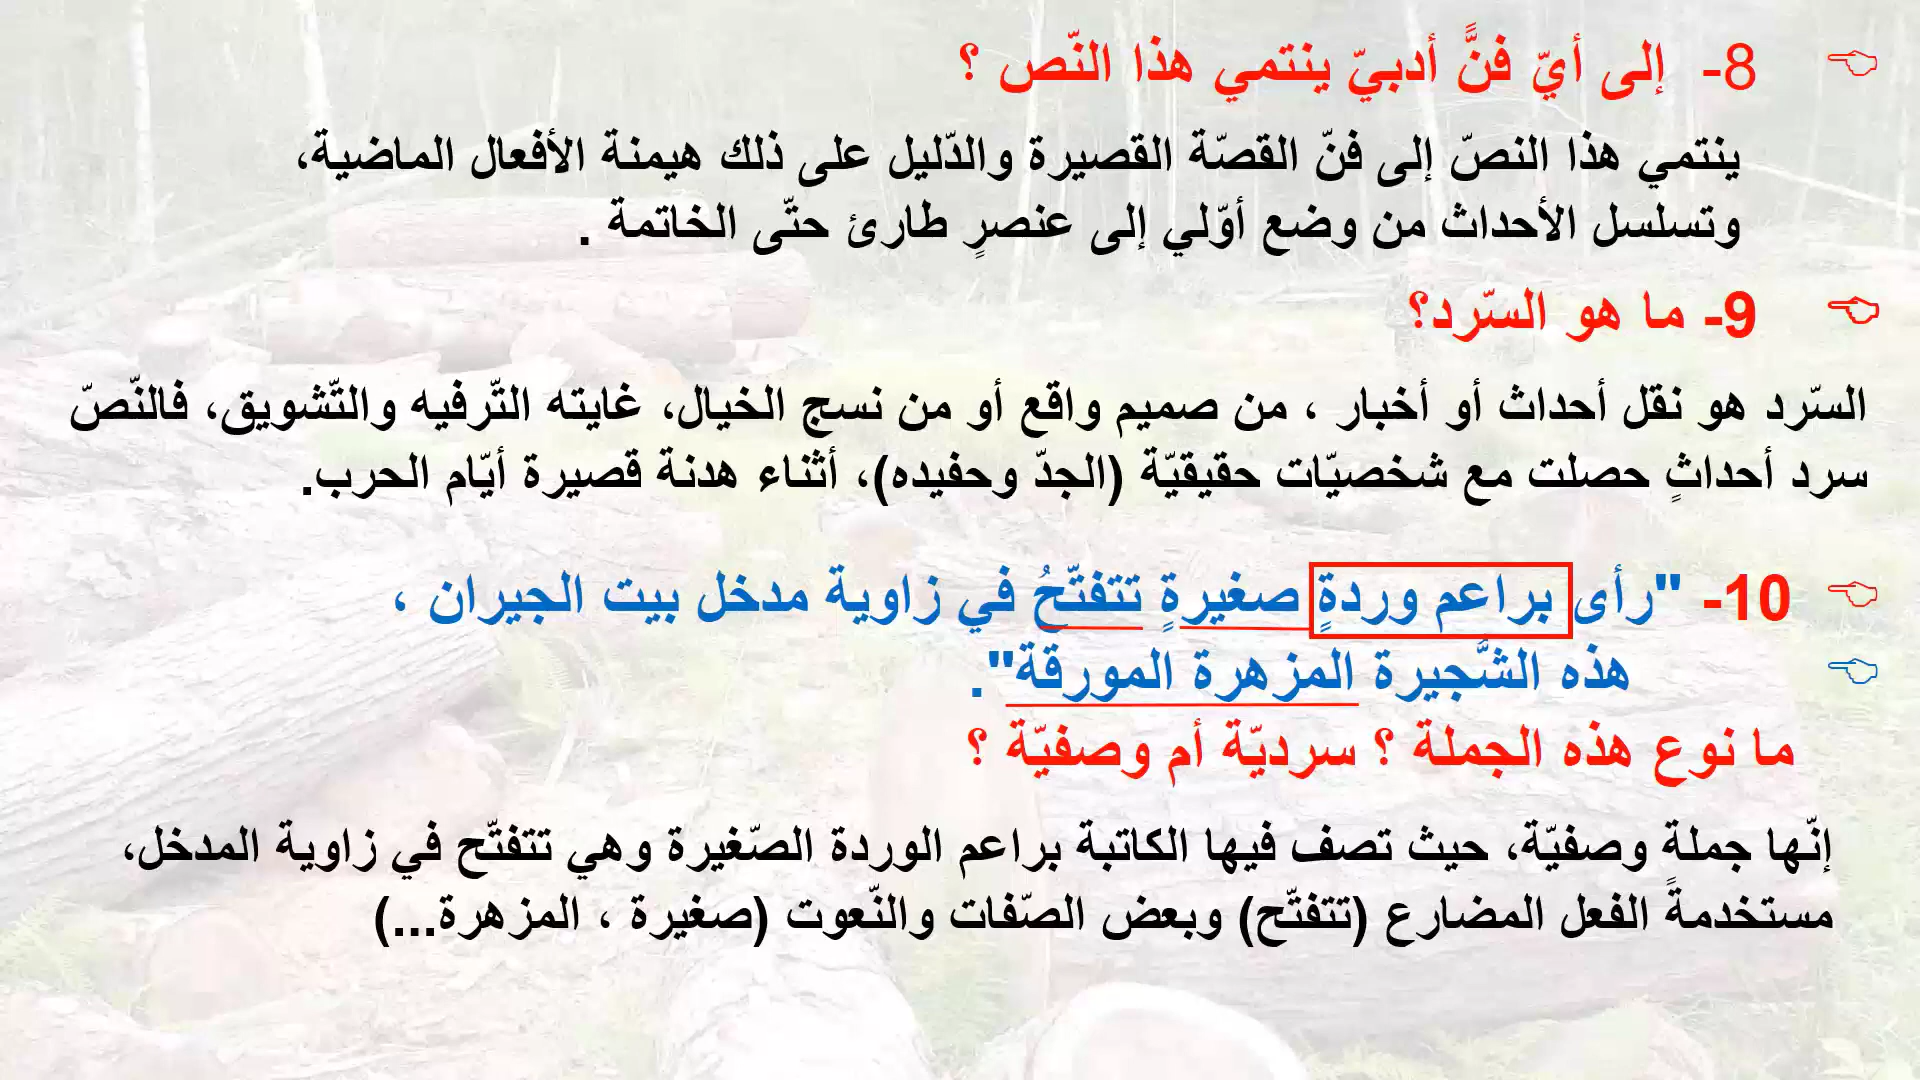 8- إلى أيّ فنًّ أدبيّ ينتمي هذا النّص ؟
ينتمي هذا النصّ إلى فنّ القصّة القصيرة والدّليل على ذلك هيمنة الأفعال الماضية،
وتسلسل الأحداث من وضع أوّلي إلى عنصرٍ طارئ حتّى الخاتمة .
9- ما هو السّرد؟
السّرد هو نقل أحداث أو أخبار ، من صميم واقع أو من نسج الخيال، غايته التّرفيه والتّشويق، فالنّصّ
سرد أحداثٍ حصلت مع شخصيّات حقيقيّة (الجدّ وحفيده)، أثناء هدنة قصيرة أيّام الحرب.
10- "رأى براعم وردةٍ صغيرةٍ تتفتّحُ في زاوية مدخل بيت الجيران ،
هذه الشُّجيرة المزهرة المورقة".
ما نوع هذه الجملة ؟ سرديّة أم وصفيّة ؟
إنّها جملة وصفيّة، حيث تصف فيها الكاتبة براعم الوردة الصّغيرة وهي تتفتّح في زاوية المدخل،
مستخدمةً الفعل المضارع (تتفتّح) وبعض الصّفات والنّعوت (صغيرة ، المزهرة...)